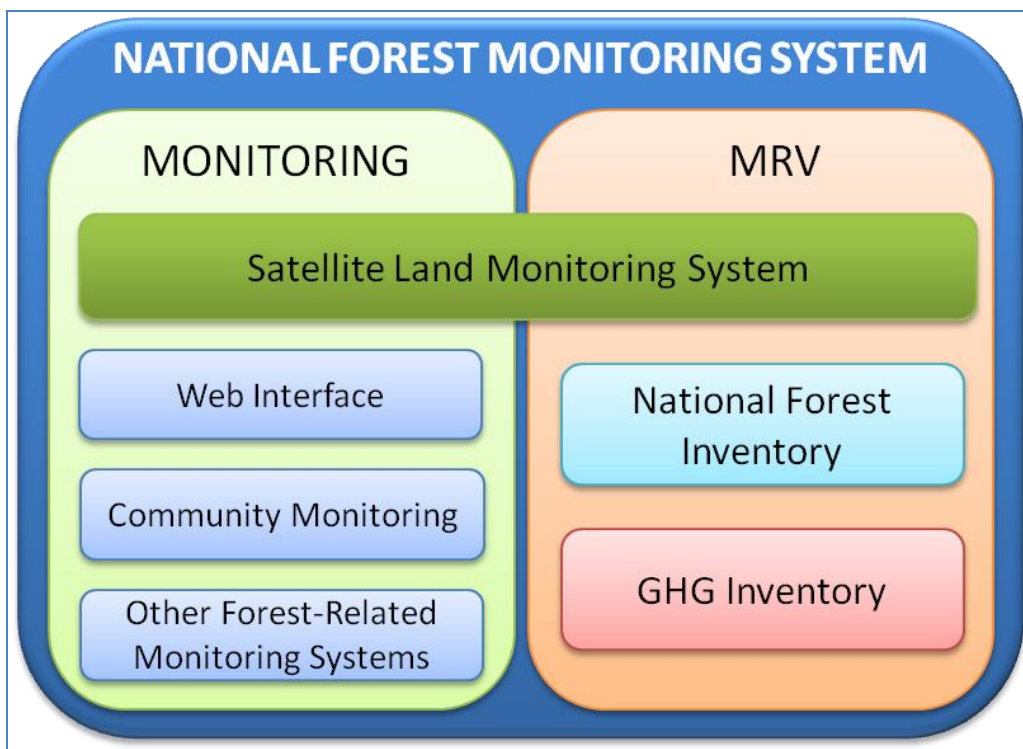 NATIONAL FOREST MONITORING SYSTEM
MONITORING
MRV
Satellite Land Monitoring System
Web Interface
Community Monitoring
Other Forest-Related
Monitoring Systems
National Forest
Inventory
GHG Inventory